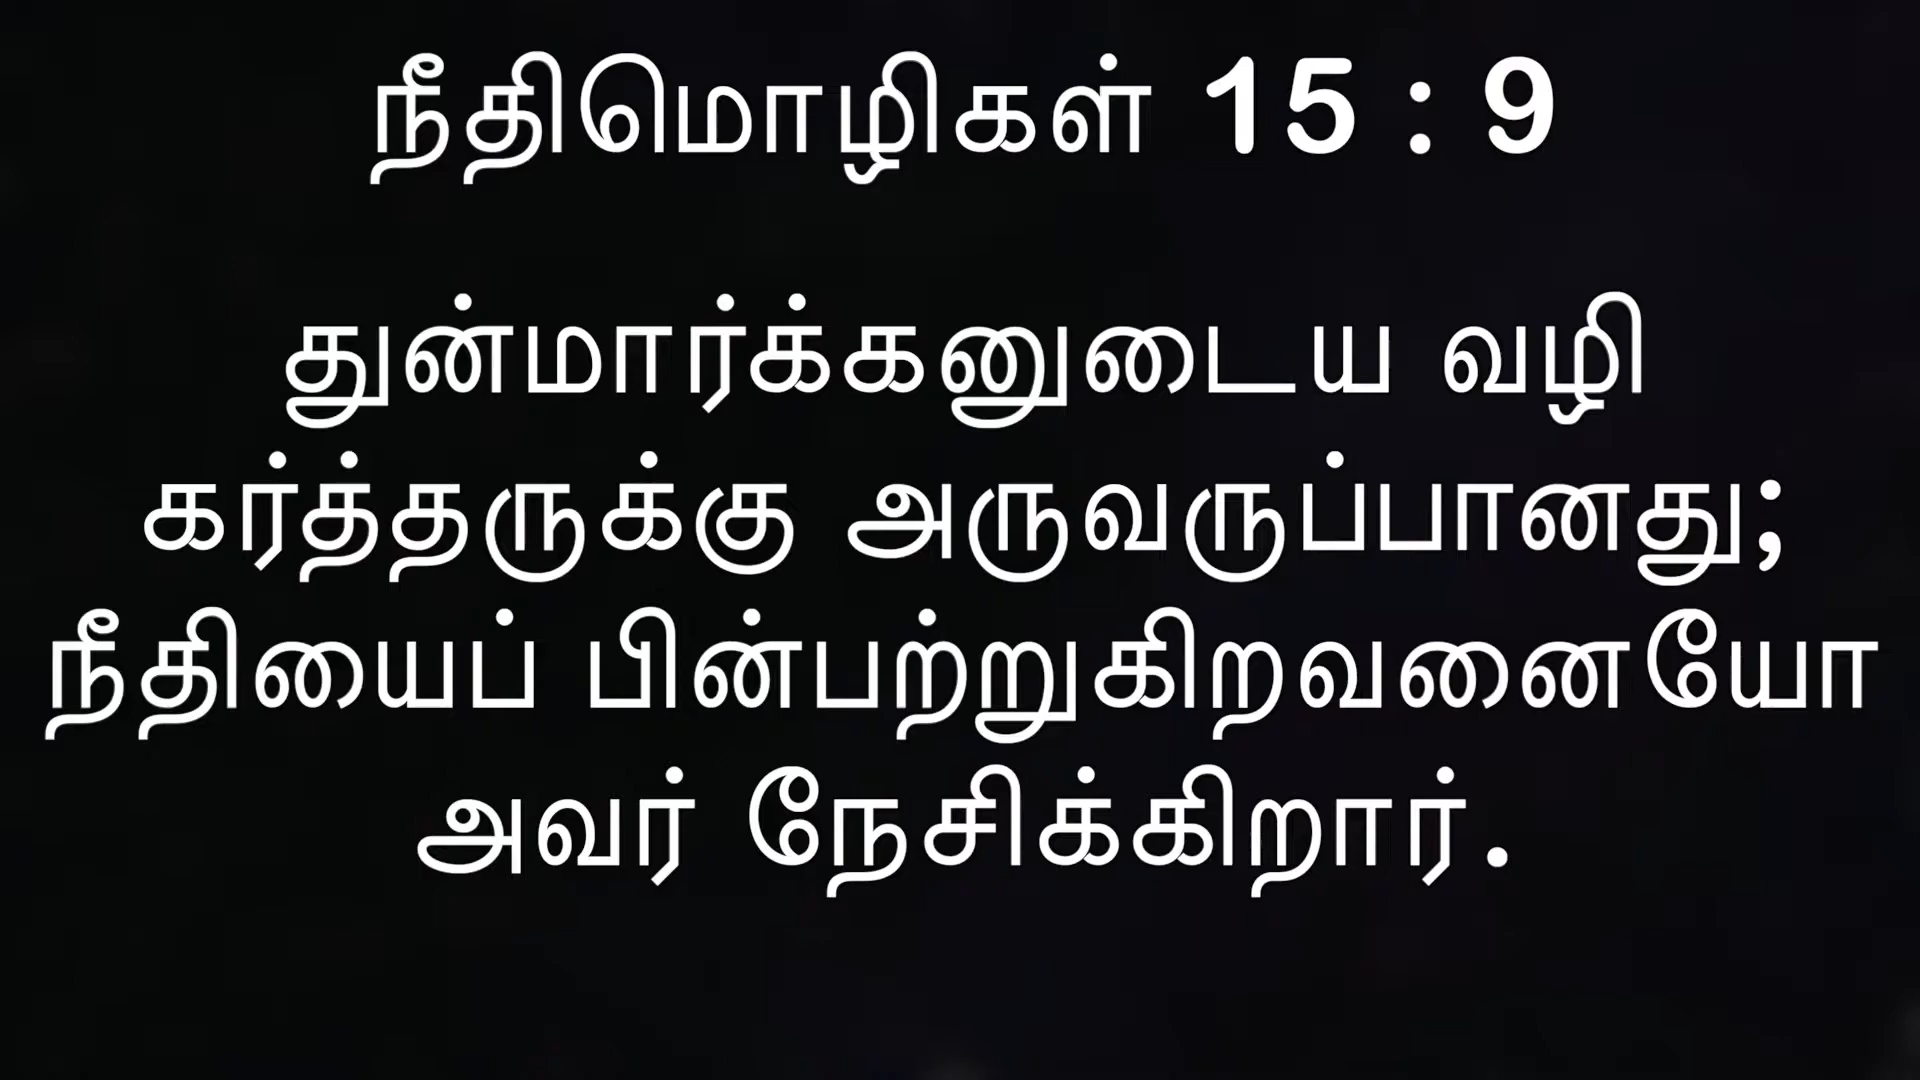 நீதிமொழிகள் 15 : 9
துன்மார்க்கனுடைய வழி
கர்த்தருக்கு அருவருப்பானது;
நீதியைப் பின்பற்றுகிறவனையோ
அவர் நேசிக்கிறார்.